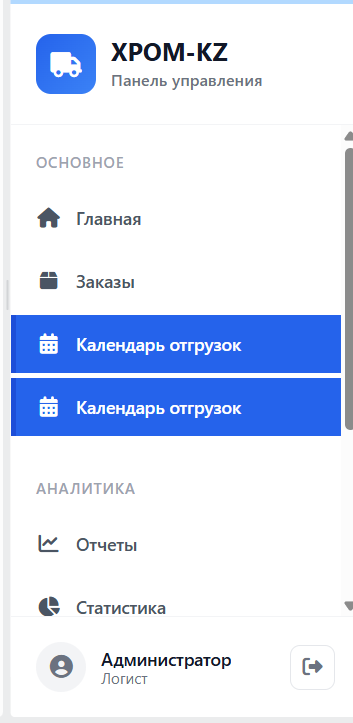 ХРОМ-KZ
Панель управления
ОСНОВНОЕ
Главная
Заказы
Календарь отгрузок
Календарь отгрузок
АНАЛИТИКА
Отчеты
Статистика
Администратор
Логист